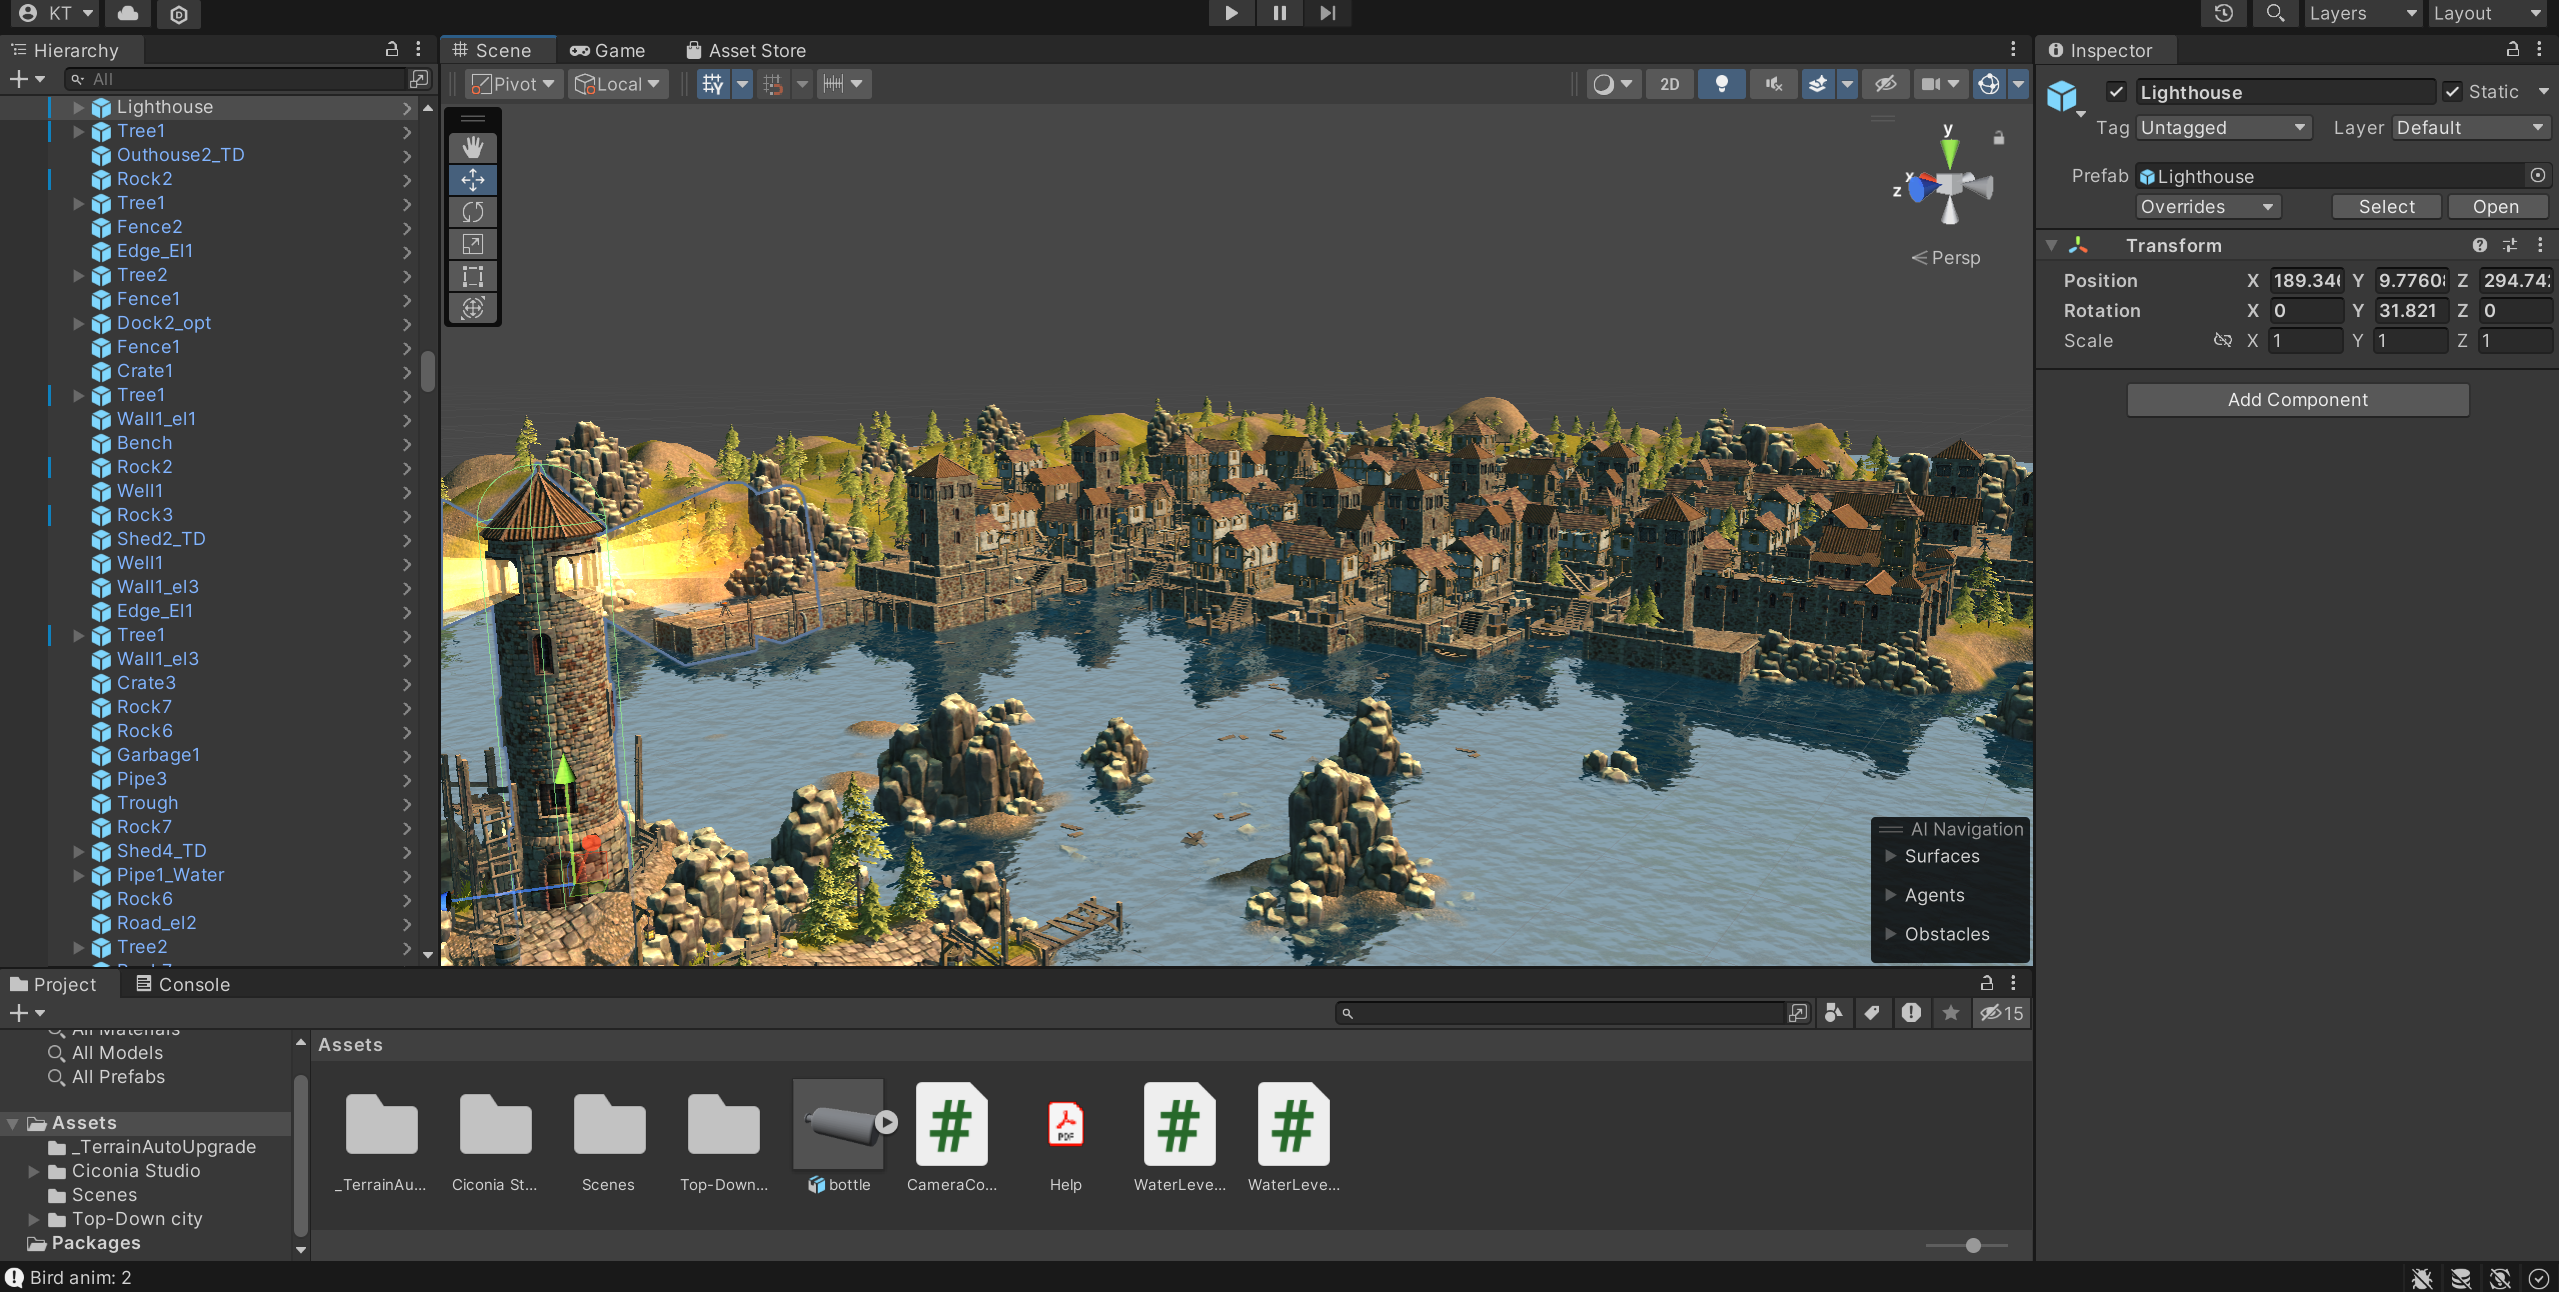 KT
Layers
Layout
Hierarchy
All
Lighthouse
Tree1
Outhouse2_TD
Rock2
Tree1
Fence2
Edge_El1
Tree2
Fence1
Dock2_opt
Fence1
Crate1
Tree1
Wall1_el1
Bench
Rock2
Well1
Rock3
Shed2_TD
Well1
Wall1_el3
Edge_El1
Tree1
Wall1_el3
Crate3
Rock7
Rock6
Garbage1
Pipe3
Trough
Rock7
Shed4_TD
Pipe1_Water
Rock6
Road_el2
Tree2
Scene
Game
Asset Store
Pivot
Local
2D
y
x
z
Persp
AI Navigation
Surfaces
Agents
Obstacles
Inspector
Lighthouse
Static
Tag Untagged
Layer Default
Prefab Lighthouse
Overrides
Select
Open
Transform
Position X 189.34 Y 9.7760 Z 294.74
Rotation X 0 Y 31.821 Z 0
Scale X 1 Y 1 Z 1
Add Component
Project
Console
15
All Materials
All Models
All Prefabs
Assets
_TerrainAutoUpgrade
Ciconia Studio
Scenes
Top-Down city
Packages
Assets
PDF
_TerrainAu...
Ciconia St...
Scenes
Top-Down...
bottle
CameraCo...
Help
WaterLeve...
WaterLeve...
Bird anim: 2